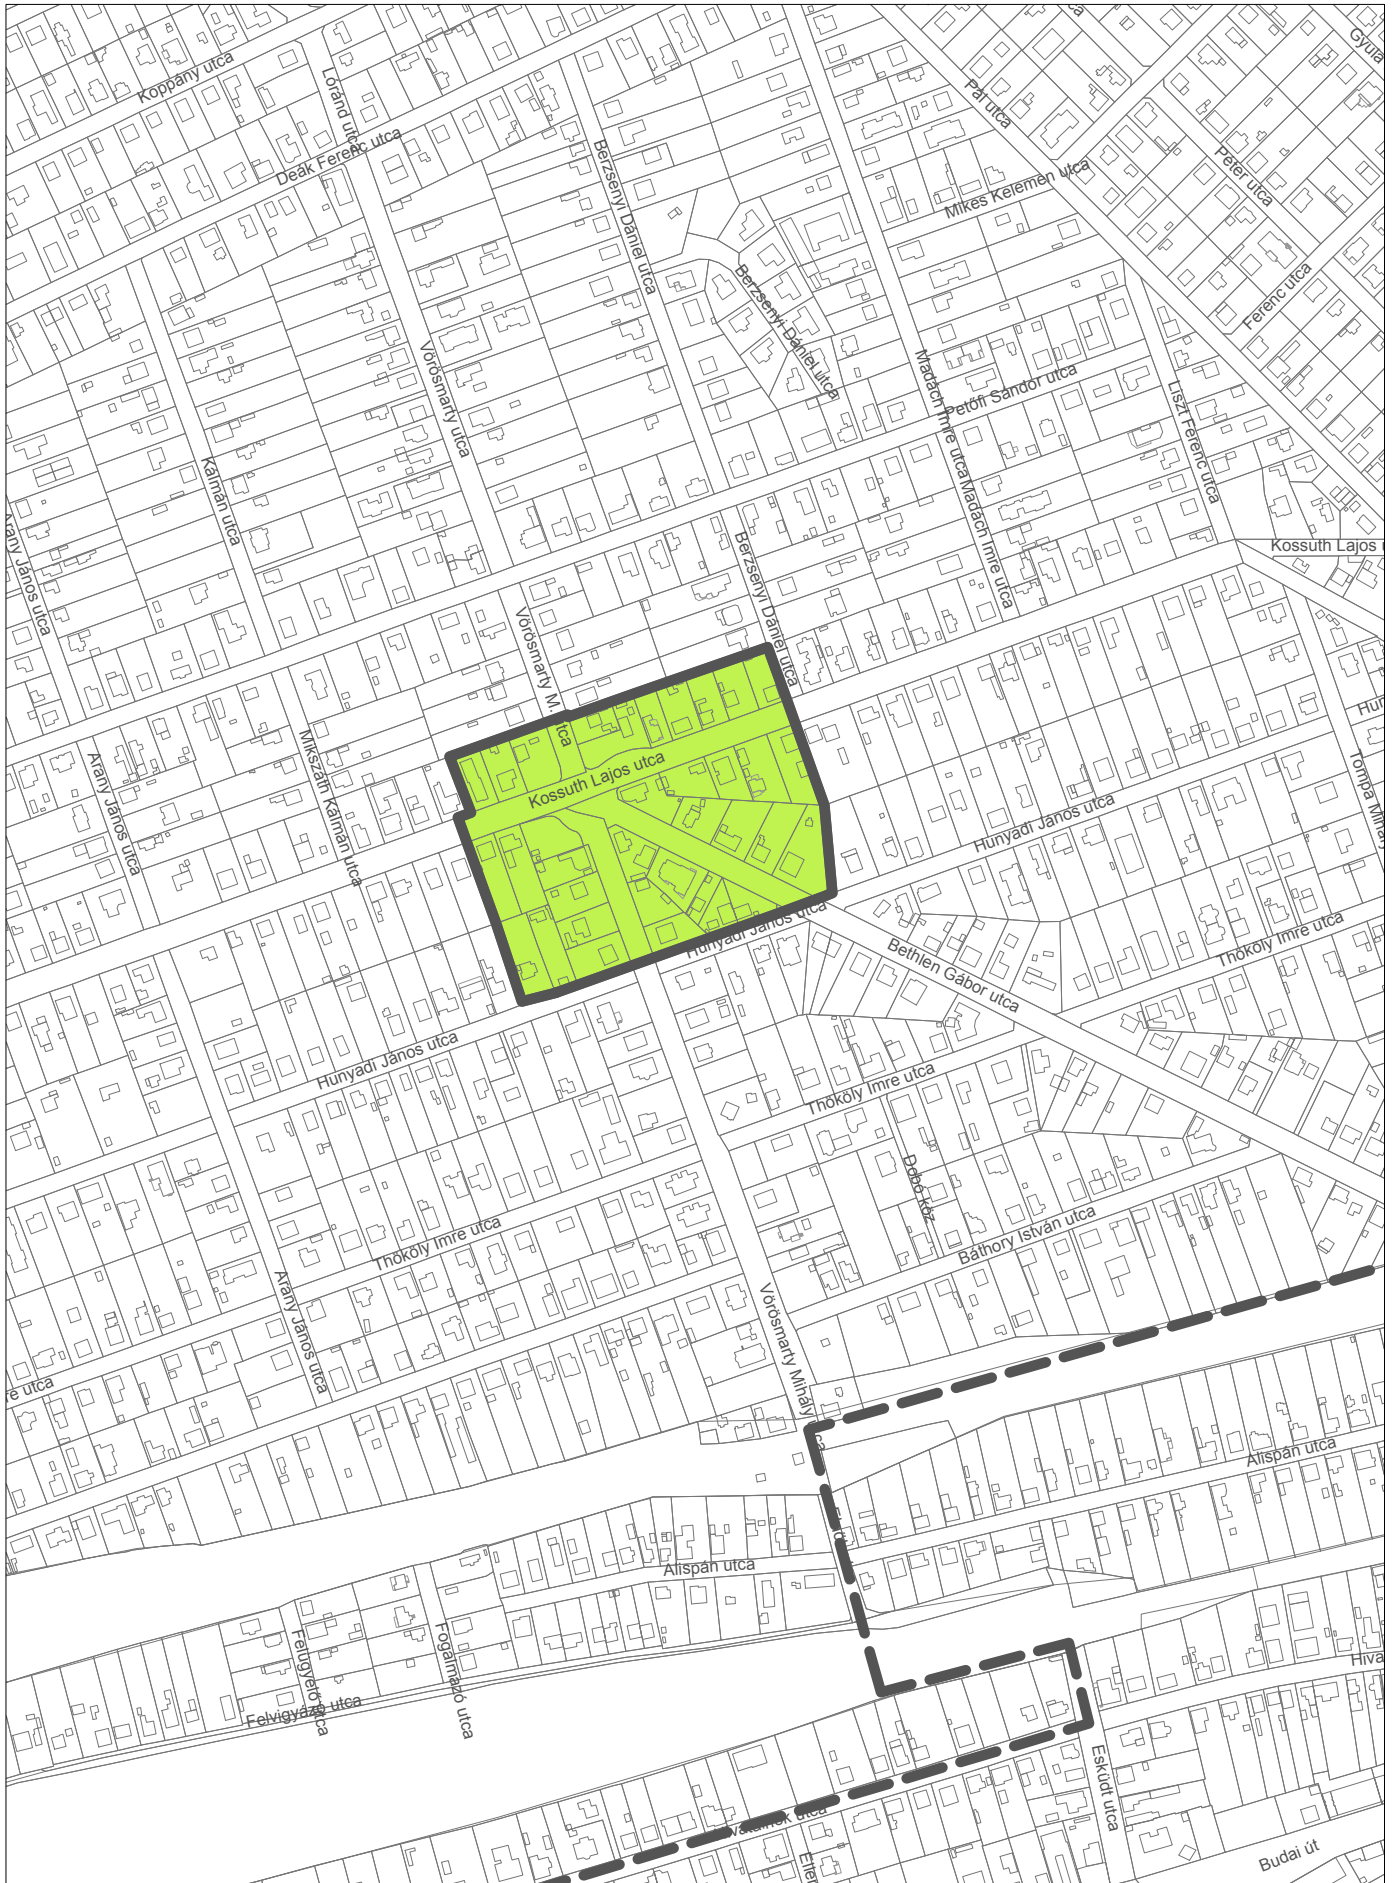 Koppány utca
Lóránd utca
Deák Ferenc utca
Berzsenyi Dániel utca
Pál utca
Gyula
Péter utca
Mikes Kelemen utca
Ferenc utca
Berzsenyi Dániel utca
Vörösmarty utca
Madách Imre utca
Petőfi Sándor utca
Liszt Ferenc utca
Kálmán utca
Arany János utca
Madách Imre utca
Berzsenyi Dániel utca
Kossuth Lajos
Vörösmarty M. utca
Mikszáth Kálmán utca
Arany János utca
Kossuth Lajos utca
Hunyadi János utca
Tompa Mihály
Hunyadi János utca
Bethlen Gábor utca
Thököly Imre utca
Hunyadi János utca
Thököly Imre utca
Dobó köz
Báthory István utca
Thököly Imre utca
Arany János utca
Vörösmarty Mihály utca
re utca
Alispán utca
Alispán utca
Felügyelő utca
Fogalmazó utca
Felvigyázó utca
Hiva
Esküdt utca
Budai út